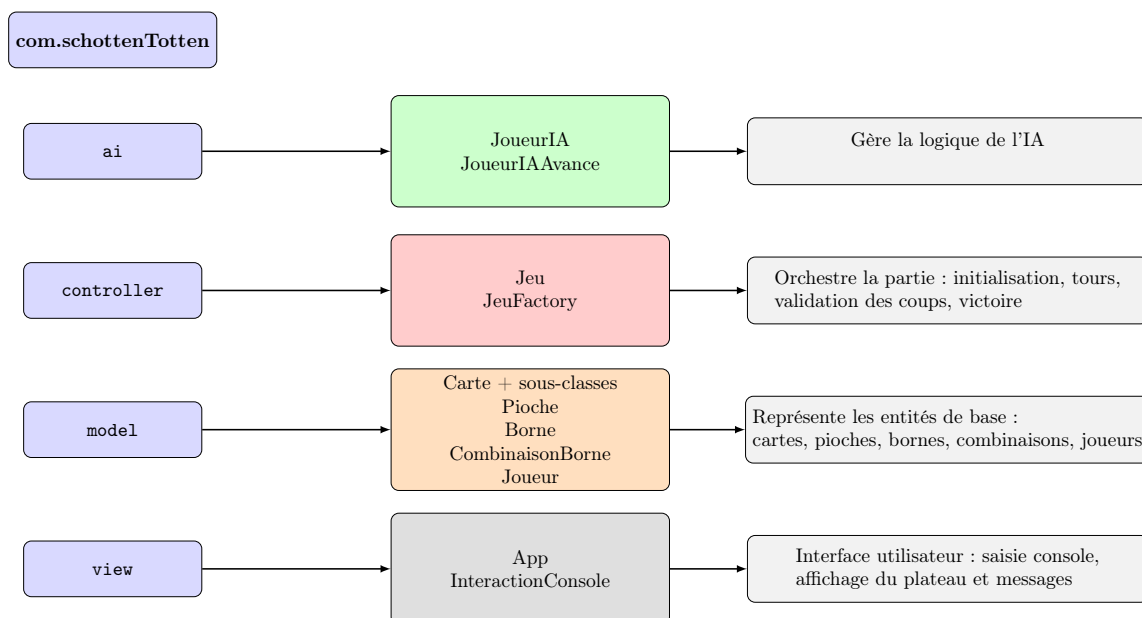 com.schottenTotten
ai
JoueurIA
JoueurIAAvance
Gère la logique de l'IA
controller
Jeu
JeuFactory
Orchestre la partie : initialisation, tours,
validation des coups, victoire
model
Carte + sous-classes
Pioche
Borne
CombinaisonBorne
Joueur
Représente les entités de base :
cartes, pioches, bornes, combinaisons, joueurs
view
App
InteractionConsole
Interface utilisateur : saisie console,
affichage du plateau et messages